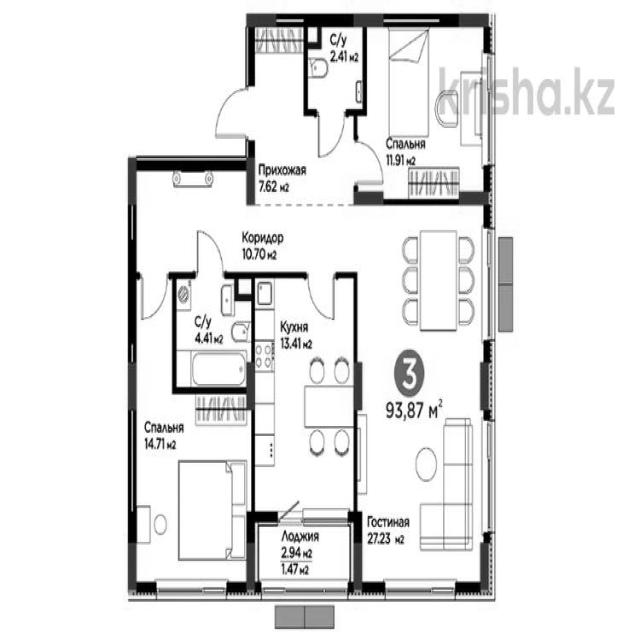 С/у
2.41 м2
krisha.kz
Спальня
11.91 м2
Прихожая
7.62 м2
Коридор
10.70 м2
С/у
4.41 м2
Кухня
13.41 м2
3
93,87 м²
Спальня
14.71 м2
Лоджия
2.94 м2
1.47 м2
Гостиная
27.23 м2